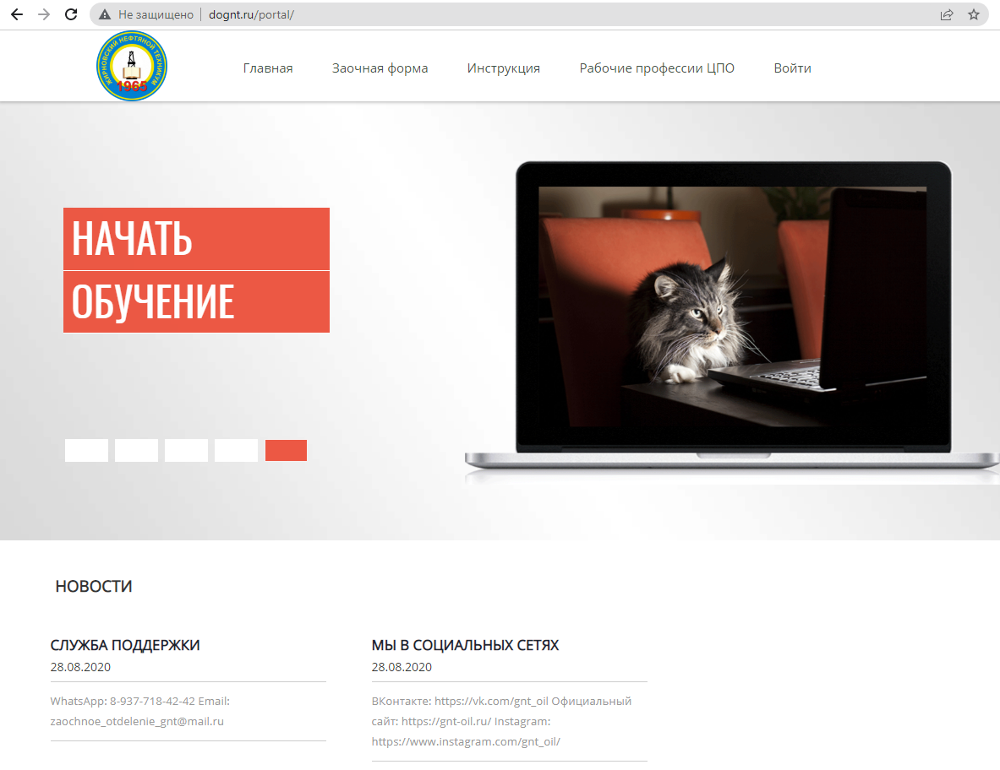 Не защищено dognt.ru/portal/
ЖИРНОВСКИЙ НЕФТЯНОЙ ТЕХНИКУМ
1965
Главная Заочная форма Инструкция Рабочие профессии ЦПО Войти
НАЧАТЬ
ОБУЧЕНИЕ
НОВОСТИ
СЛУЖБА ПОДДЕРЖКИ
28.08.2020
WhatsApp: 8-937-718-42-42 Email:
zaochnoe_otdelenie_gnt@mail.ru
МЫ В СОЦИАЛЬНЫХ СЕТЯХ
28.08.2020
ВКонтакте: https://vk.com/gnt_oil Официальный
сайт: https://gnt-oil.ru/ Instagram:
https://www.instagram.com/gnt_oil/